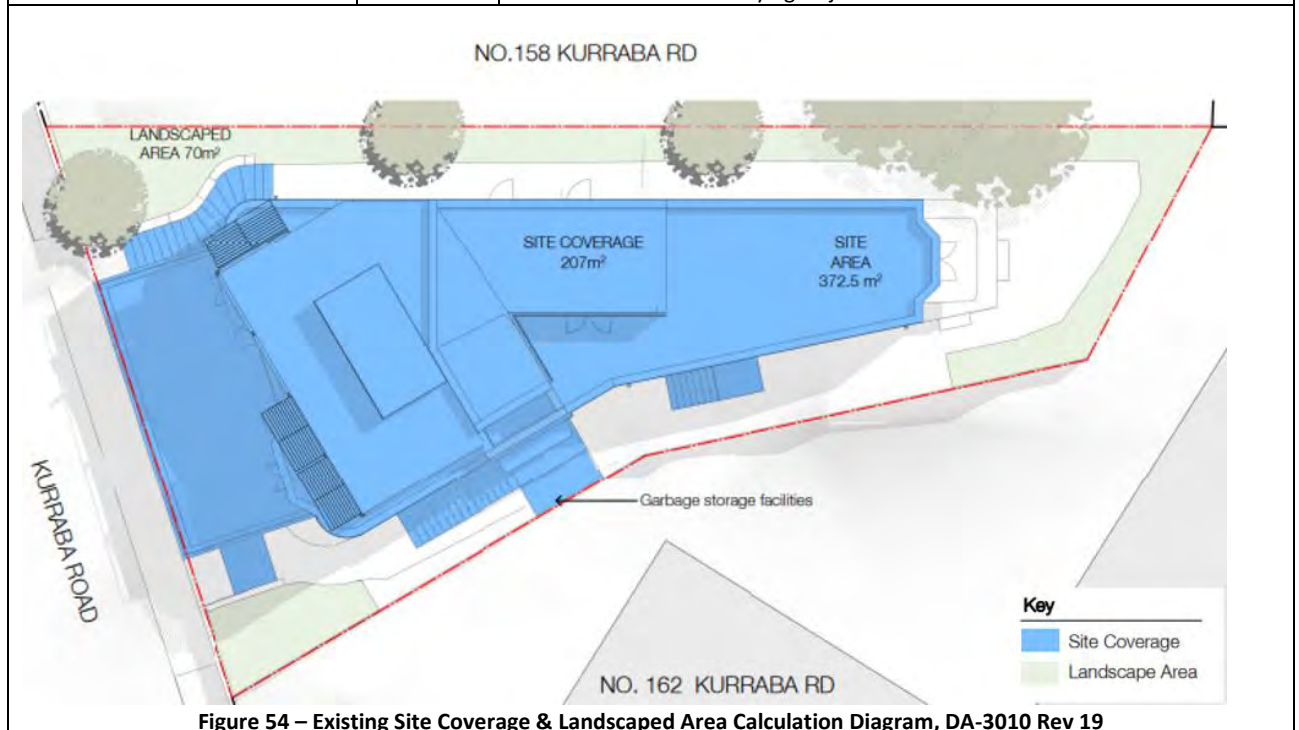 NO.158 KURRABA RD
LANDSCAPED
AREA 70m²
SITE COVERAGE
207m²
SITE
AREA
372.5 m²
Garbage storage facilities
KURRABA ROAD
Key
Site Coverage
Landscape Area
NO. 162 KURRABA RD
Figure 54 – Existing Site Coverage & Landscaped Area Calculation Diagram, DA-3010 Rev 19